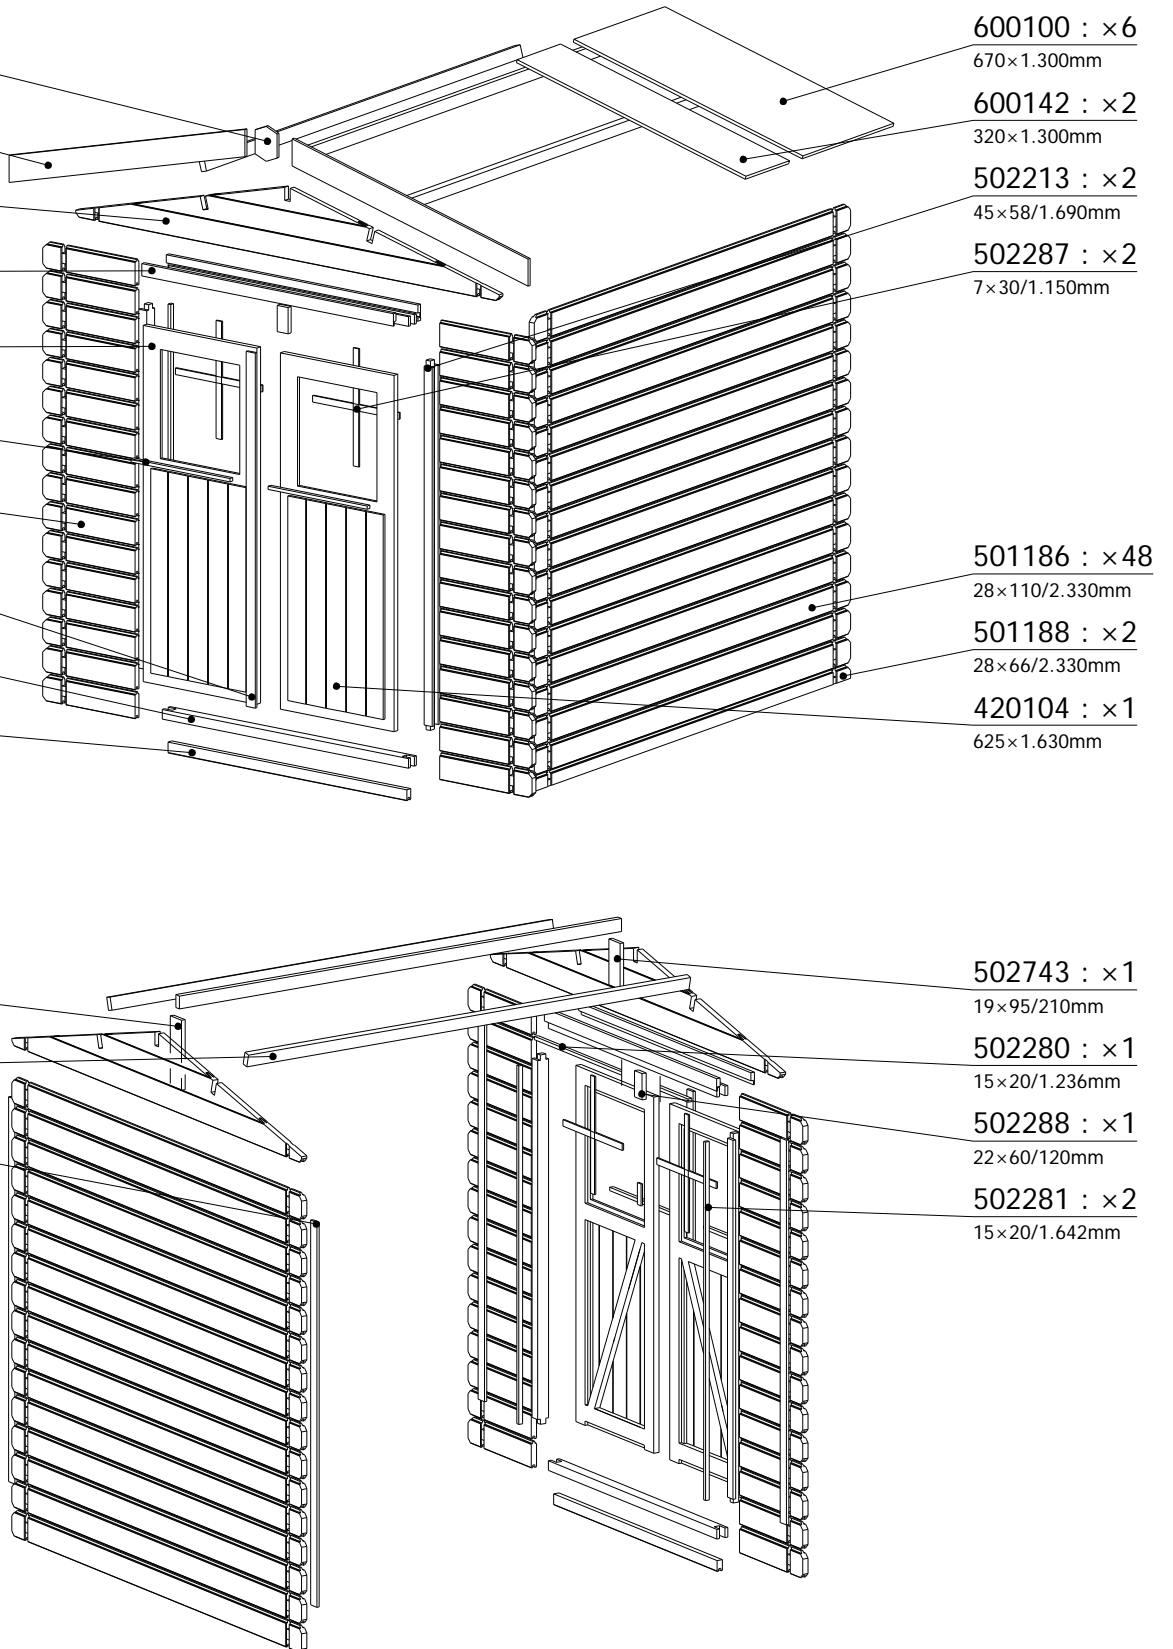 600100 : ×6
670×1.300mm
600142 : ×2
320×1.300mm
502213 : ×2
45×58/1.690mm
502287 : ×2
7×30/1.150mm
501186 : ×48
28×110/2.330mm
501188 : ×2
28×66/2.330mm
420104 : ×1
625×1.630mm
502743 : ×1
19×95/210mm
502280 : ×1
15×20/1.236mm
502288 : ×1
22×60/120mm
502281 : ×2
15×20/1.642mm